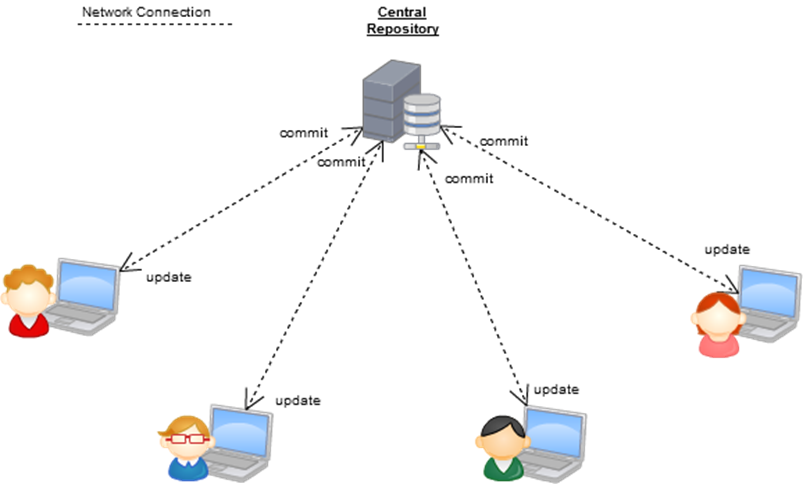 Network Connection
Central
Repository
commit
commit
commit
commit
update
update
update
update